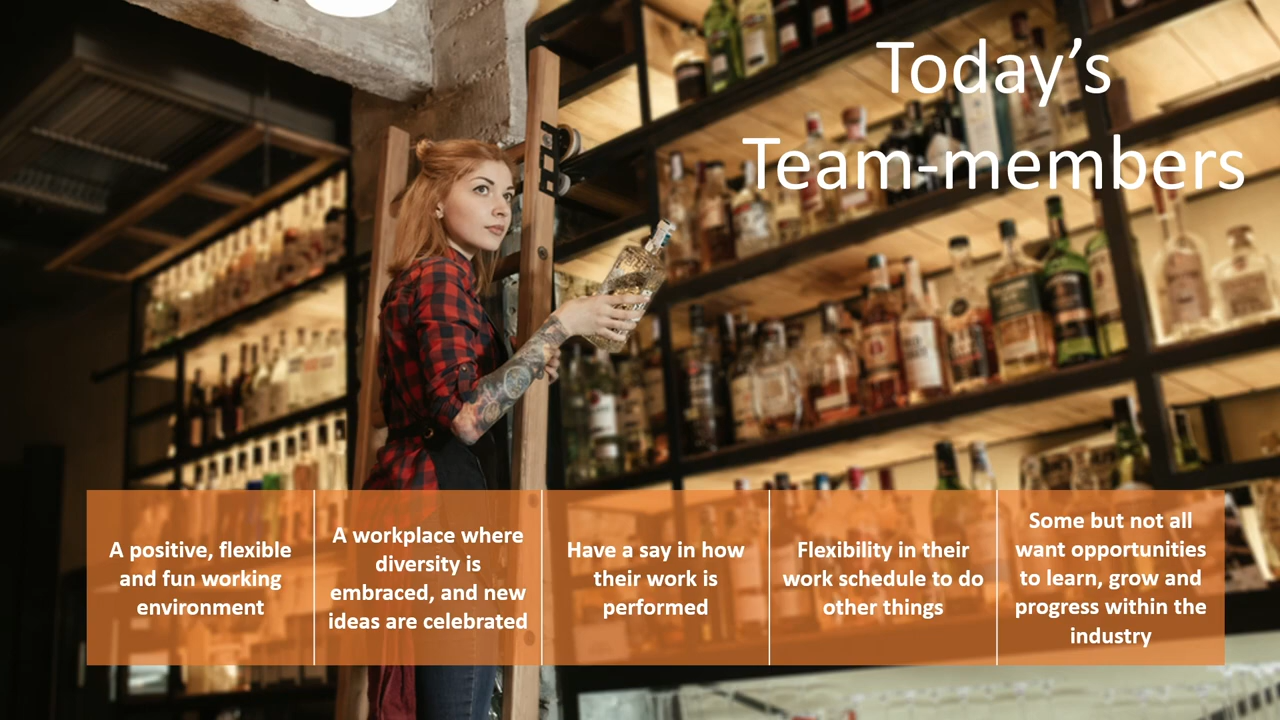 Today’s
Team-members
A positive, flexible
and fun working
environment
A workplace where
diversity is
embraced, and new
ideas are celebrated
Have a say in how
their work is
performed
Flexibility in their
work schedule to do
other things
Some but not all
want opportunities
to learn, grow and
progress within the
industry